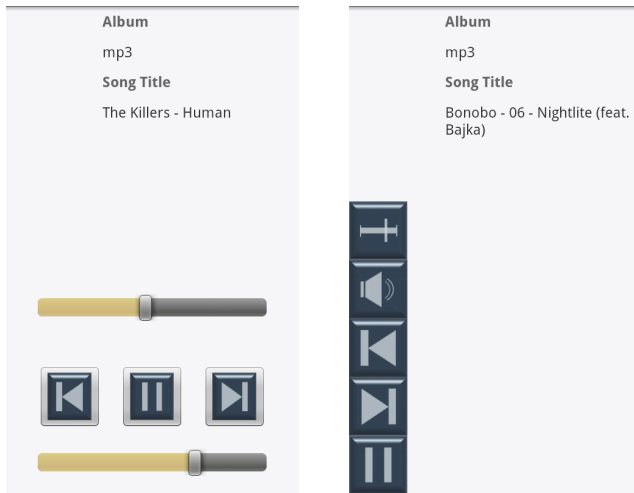 Album
mp3
Song Title
The Killers - Human
Album
mp3
Song Title
Bonobo - 06 - Nightlite (feat.
Bajka)